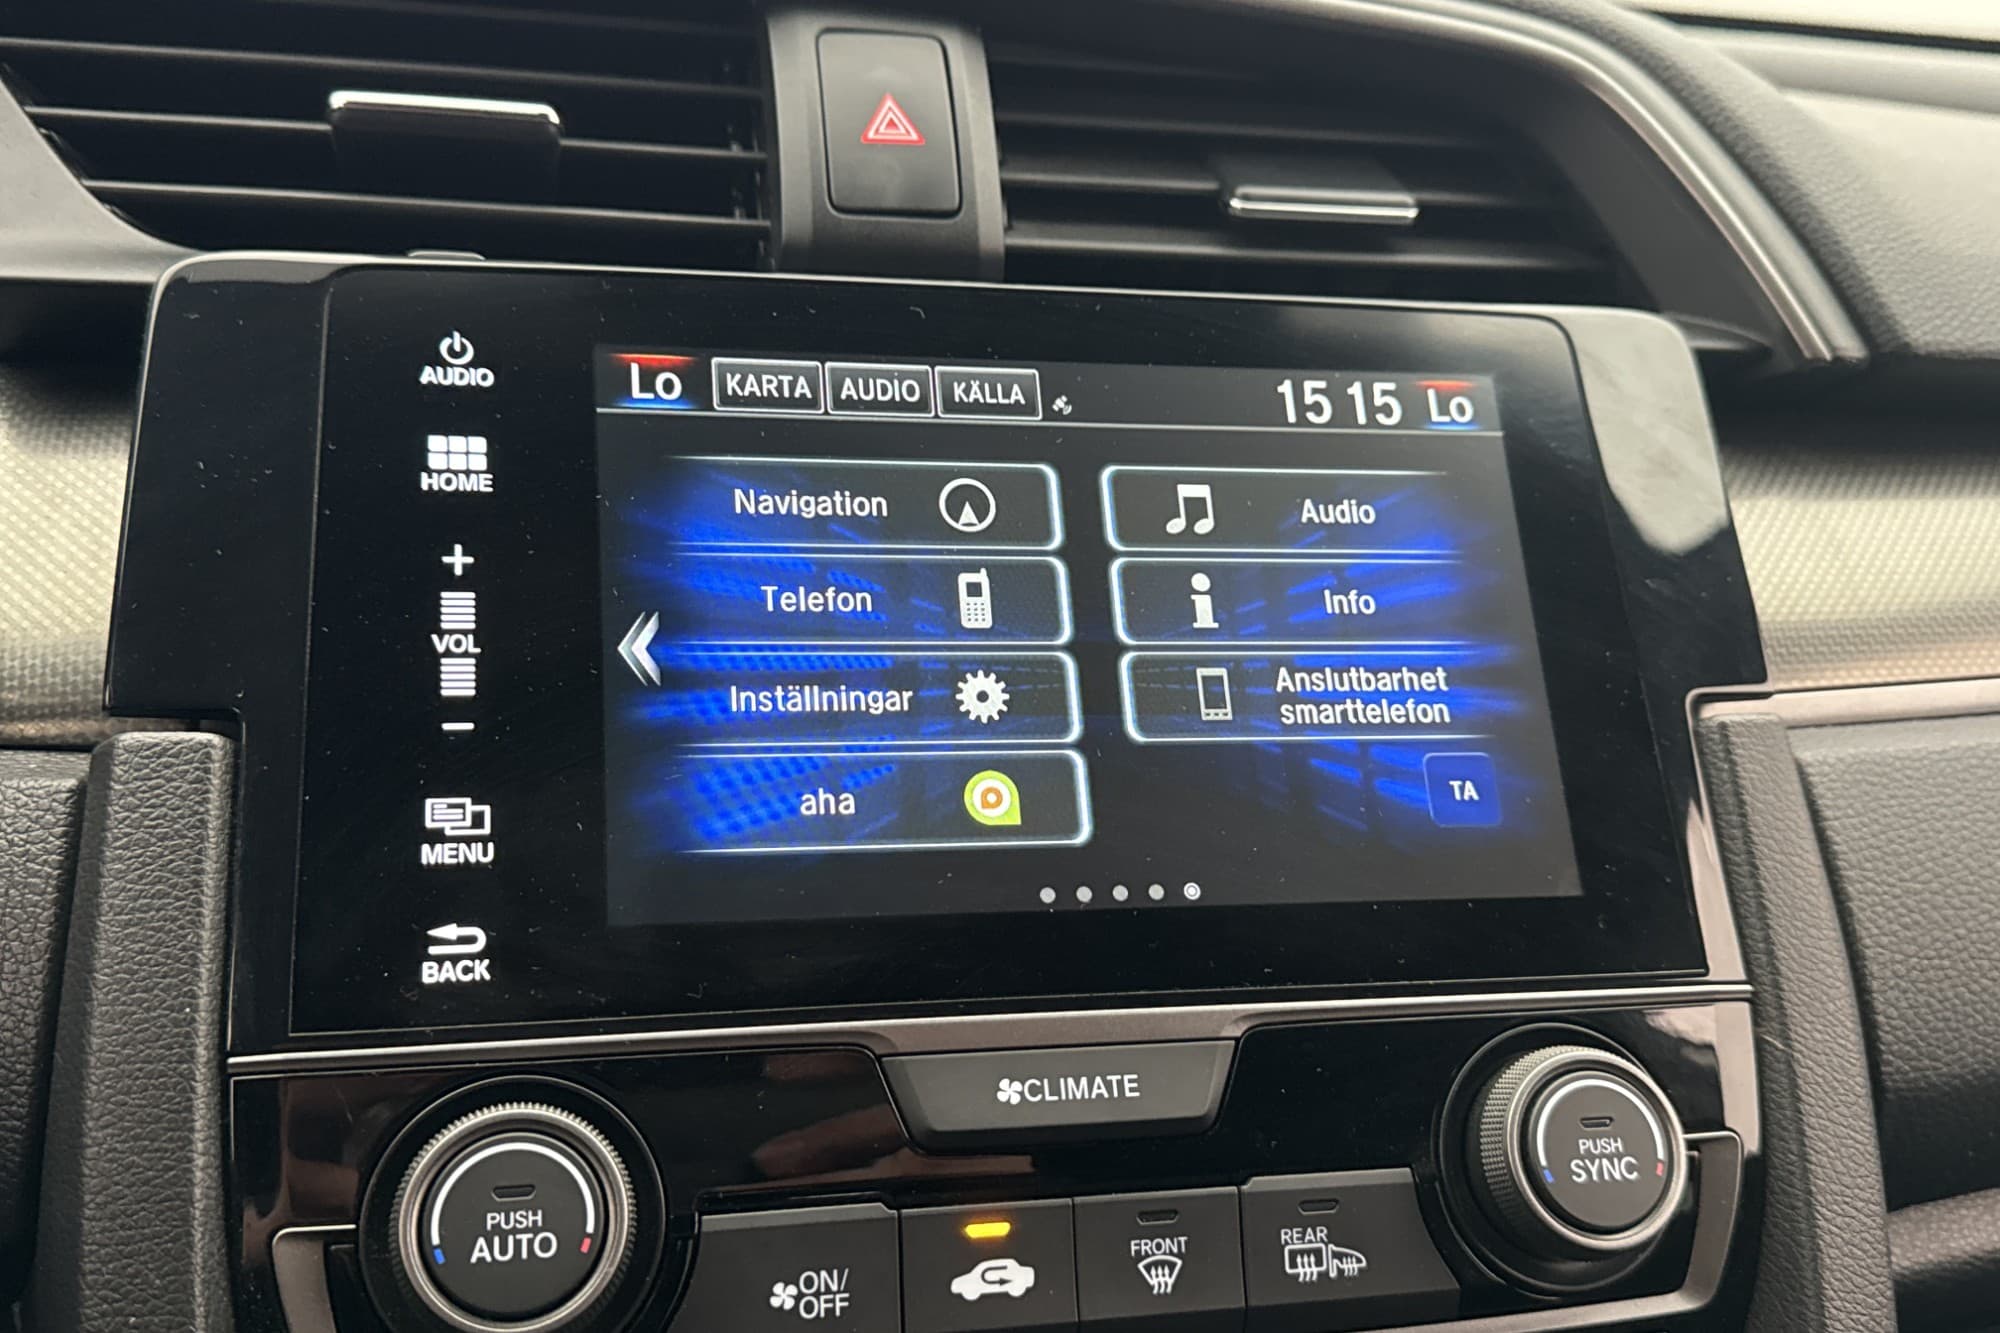 AUDIO
HOME
+
VOL
−
MENU
BACK
Lo KARTA AUDIO KÄLLA 15 15 Lo
Navigation
Audio
Telefon
Info
Inställningar
Anslutbarhet
smarttelefon
aha
TA
CLIMATE
PUSH
AUTO
ON/
OFF
FRONT
REAR
PUSH
SYNC